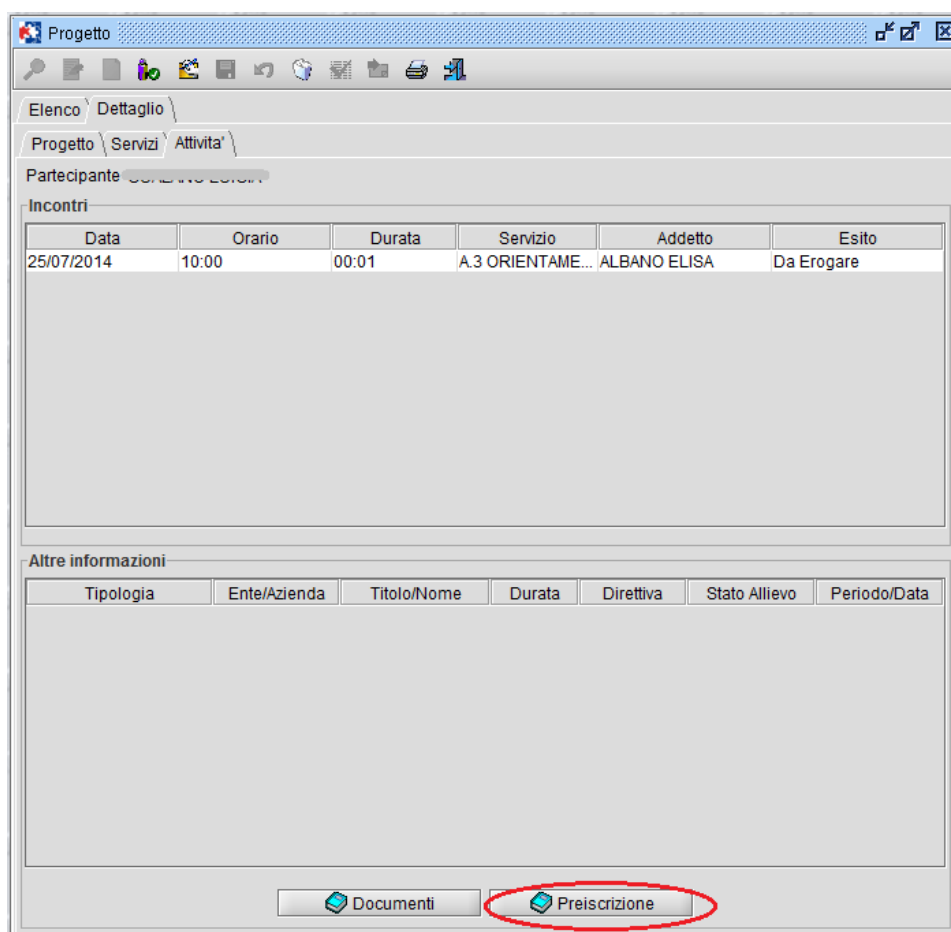 Progetto
Elenco Dettaglio
Progetto Servizi Attivita'
Partecipante
Incontri
Data Orario Durata Servizio Addetto Esito
25/07/2014 10:00 00:01 A.3 ORIENTAME... ALBANO ELISA Da Erogare
Altre informazioni
Tipologia Ente/Azienda Titolo/Nome Durata Direttiva Stato Allievo Periodo/Data
Documenti Preiscrizione